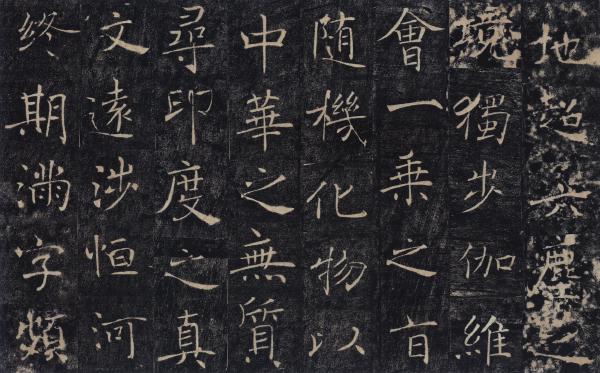 地超六塵之
境獨步伽維
會一乘之旨
随機化物以
中華之無質
尋印度之真
文遠涉恒河
終期滿字頻